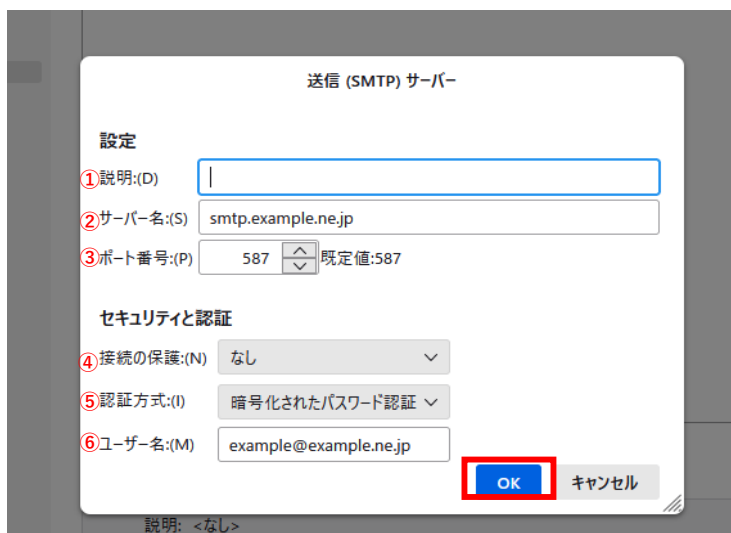 送信 (SMTP) サーバー
設定
①説明:(D)
②サーバー名:(S) smtp.example.ne.jp
③ポート番号:(P) 587 既定値:587
セキュリティと認証
④接続の保護:(N) なし
⑤認証方式:(I) 暗号化されたパスワード認証
⑥ユーザー名:(M) example@example.ne.jp
OK キャンセル
説明: <なし>